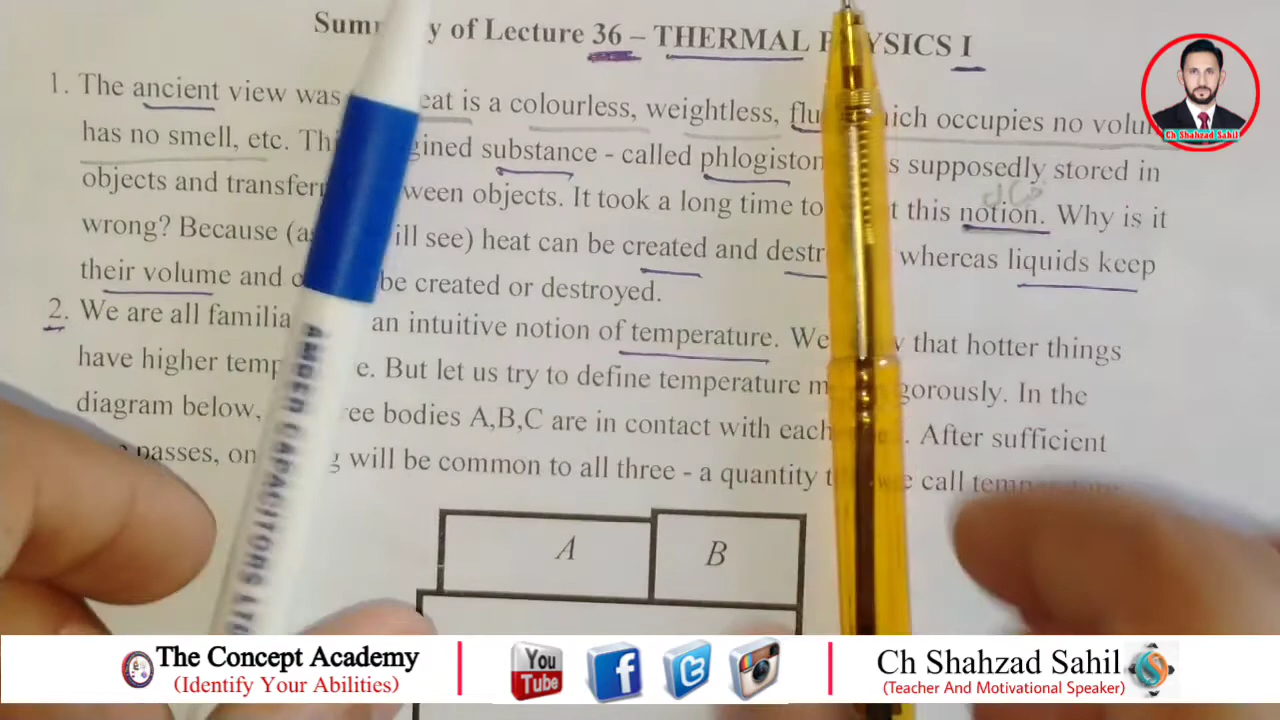 Sum y of Lecture 36 – THERMAL P YSICS I
1. The ancient view was eat is a colourless, weightless, flu ich occupies no volum
has no smell, etc. Th gined substance - called phlogiston s supposedly stored in
objects and transfer ween objects. It took a long time to t this notion. Why is it
wrong? Because (a ill see) heat can be created and destr whereas liquids keep
their volume and c be created or destroyed.
2. We are all familia an intuitive notion of temperature. We that hotter things
have higher temp e. But let us try to define temperature m gorously. In the
diagram below, ree bodies A,B,C are in contact with each . After sufficient
passes, on g will be common to all three - a quantity t we call temperature
A
B
AMBER CAPACITORS LTD
Ch Shahzad Sahil
The Concept Academy
(Identify Your Abilities)
You
Tube
Ch Shahzad Sahil
(Teacher And Motivational Speaker)